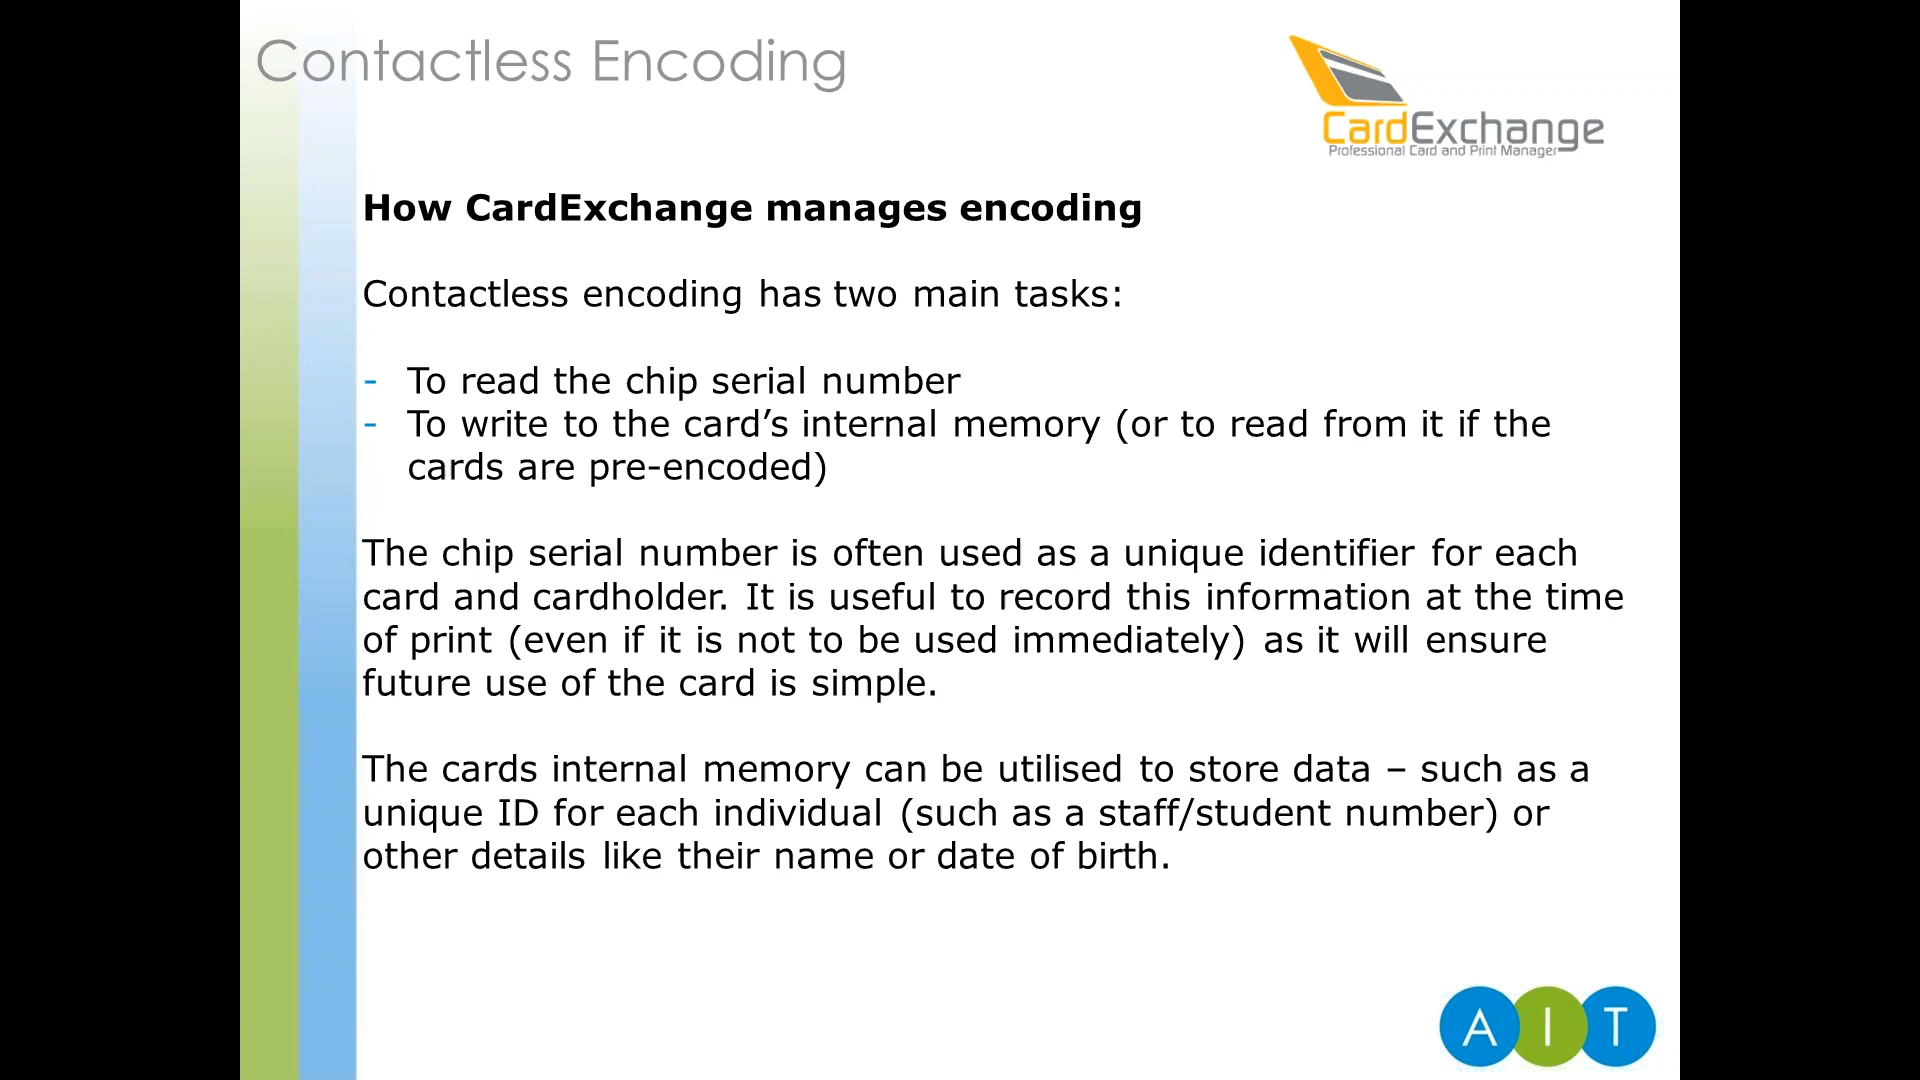 Contactless Encoding
CardExchange
Professional Card and Print Manager
How CardExchange manages encoding
Contactless encoding has two main tasks:
- To read the chip serial number
- To write to the card’s internal memory (or to read from it if the
cards are pre-encoded)
The chip serial number is often used as a unique identifier for each
card and cardholder. It is useful to record this information at the time
of print (even if it is not to be used immediately) as it will ensure
future use of the card is simple.
The cards internal memory can be utilised to store data – such as a
unique ID for each individual (such as a staff/student number) or
other details like their name or date of birth.
A I T